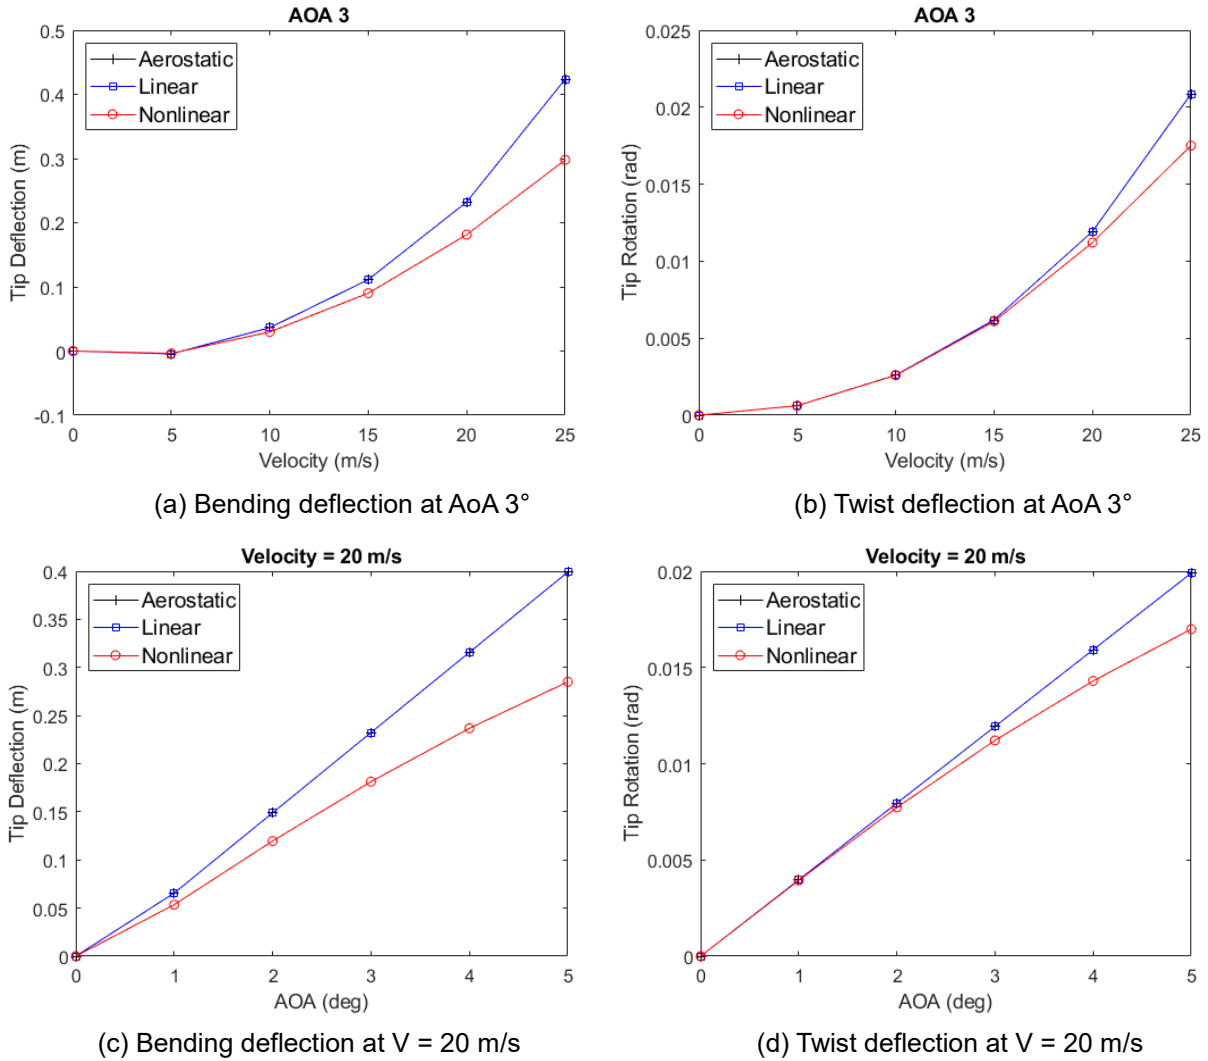 AOA 3
0.5
0.4
0.3
0.2
0.1
0
-0.1
Tip Deflection (m)
Aerostatic
Linear
Nonlinear
0 5 10 15 20 25
Velocity (m/s)
(a) Bending deflection at AoA 3°
AOA 3
0.025
0.02
0.015
0.01
0.005
0
Tip Rotation (rad)
Aerostatic
Linear
Nonlinear
0 5 10 15 20 25
Velocity (m/s)
(b) Twist deflection at AoA 3°
Velocity = 20 m/s
0.4
0.35
0.3
0.25
0.2
0.15
0.1
0.05
0
Tip Deflection (m)
Aerostatic
Linear
Nonlinear
0 1 2 3 4 5
AOA (deg)
(c) Bending deflection at V = 20 m/s
Velocity = 20 m/s
0.02
0.015
0.01
0.005
0
Tip Rotation (rad)
Aerostatic
Linear
Nonlinear
0 1 2 3 4 5
AOA (deg)
(d) Twist deflection at V = 20 m/s